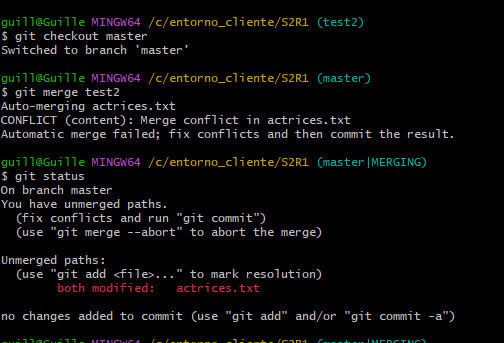 guill@Guille MINGW64 /c/entorno_cliente/S2R1 (test2)
$ git checkout master
Switched to branch 'master'
guill@Guille MINGW64 /c/entorno_cliente/S2R1 (master)
$ git merge test2
Auto-merging actrices.txt
CONFLICT (content): Merge conflict in actrices.txt
Automatic merge failed; fix conflicts and then commit the result.
guill@Guille MINGW64 /c/entorno_cliente/S2R1 (master|MERGING)
$ git status
On branch master
You have unmerged paths.
  (fix conflicts and run "git commit")
  (use "git merge --abort" to abort the merge)
Unmerged paths:
  (use "git add <file>..." to mark resolution)
        both modified:   actrices.txt
no changes added to commit (use "git add" and/or "git commit -a")
guill@Guille MINGW64 /c/entorno_cliente/S2R1 (master|MERGING)